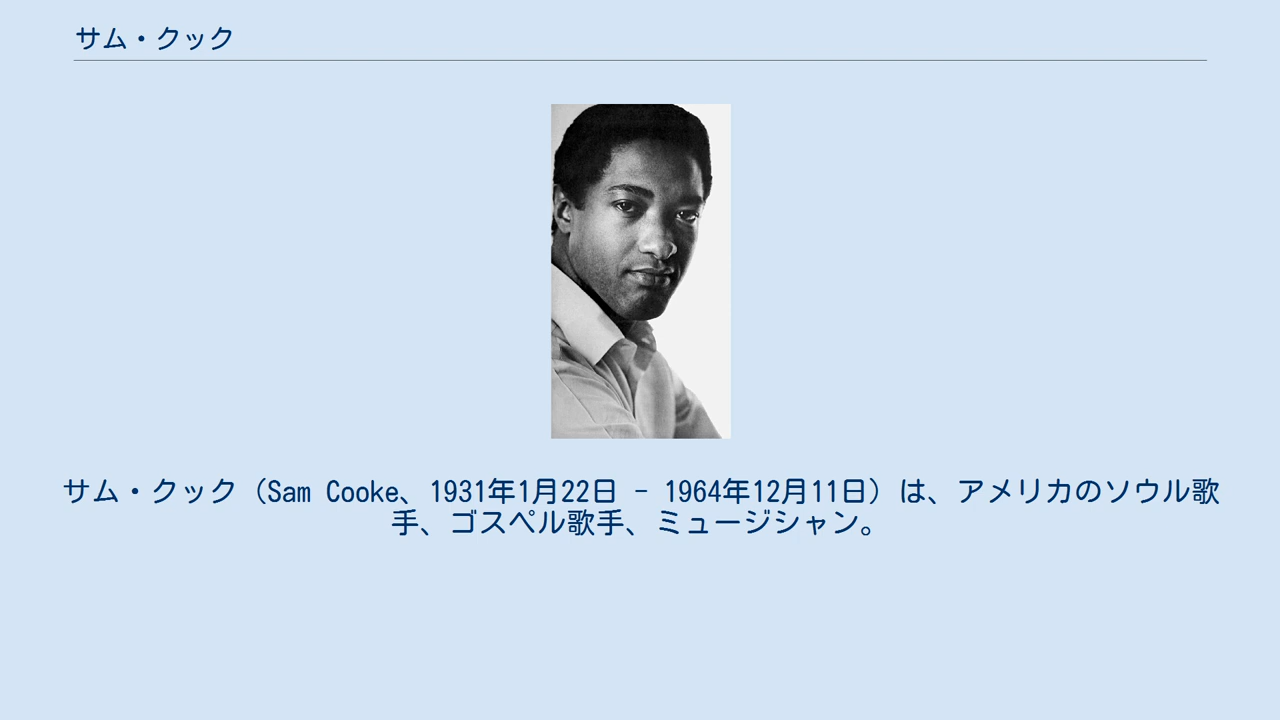 サム・クック
サム・クック（Sam Cooke、1931年1月22日 - 1964年12月11日）は、アメリカのソウル歌
手、ゴスペル歌手、ミュージシャン。